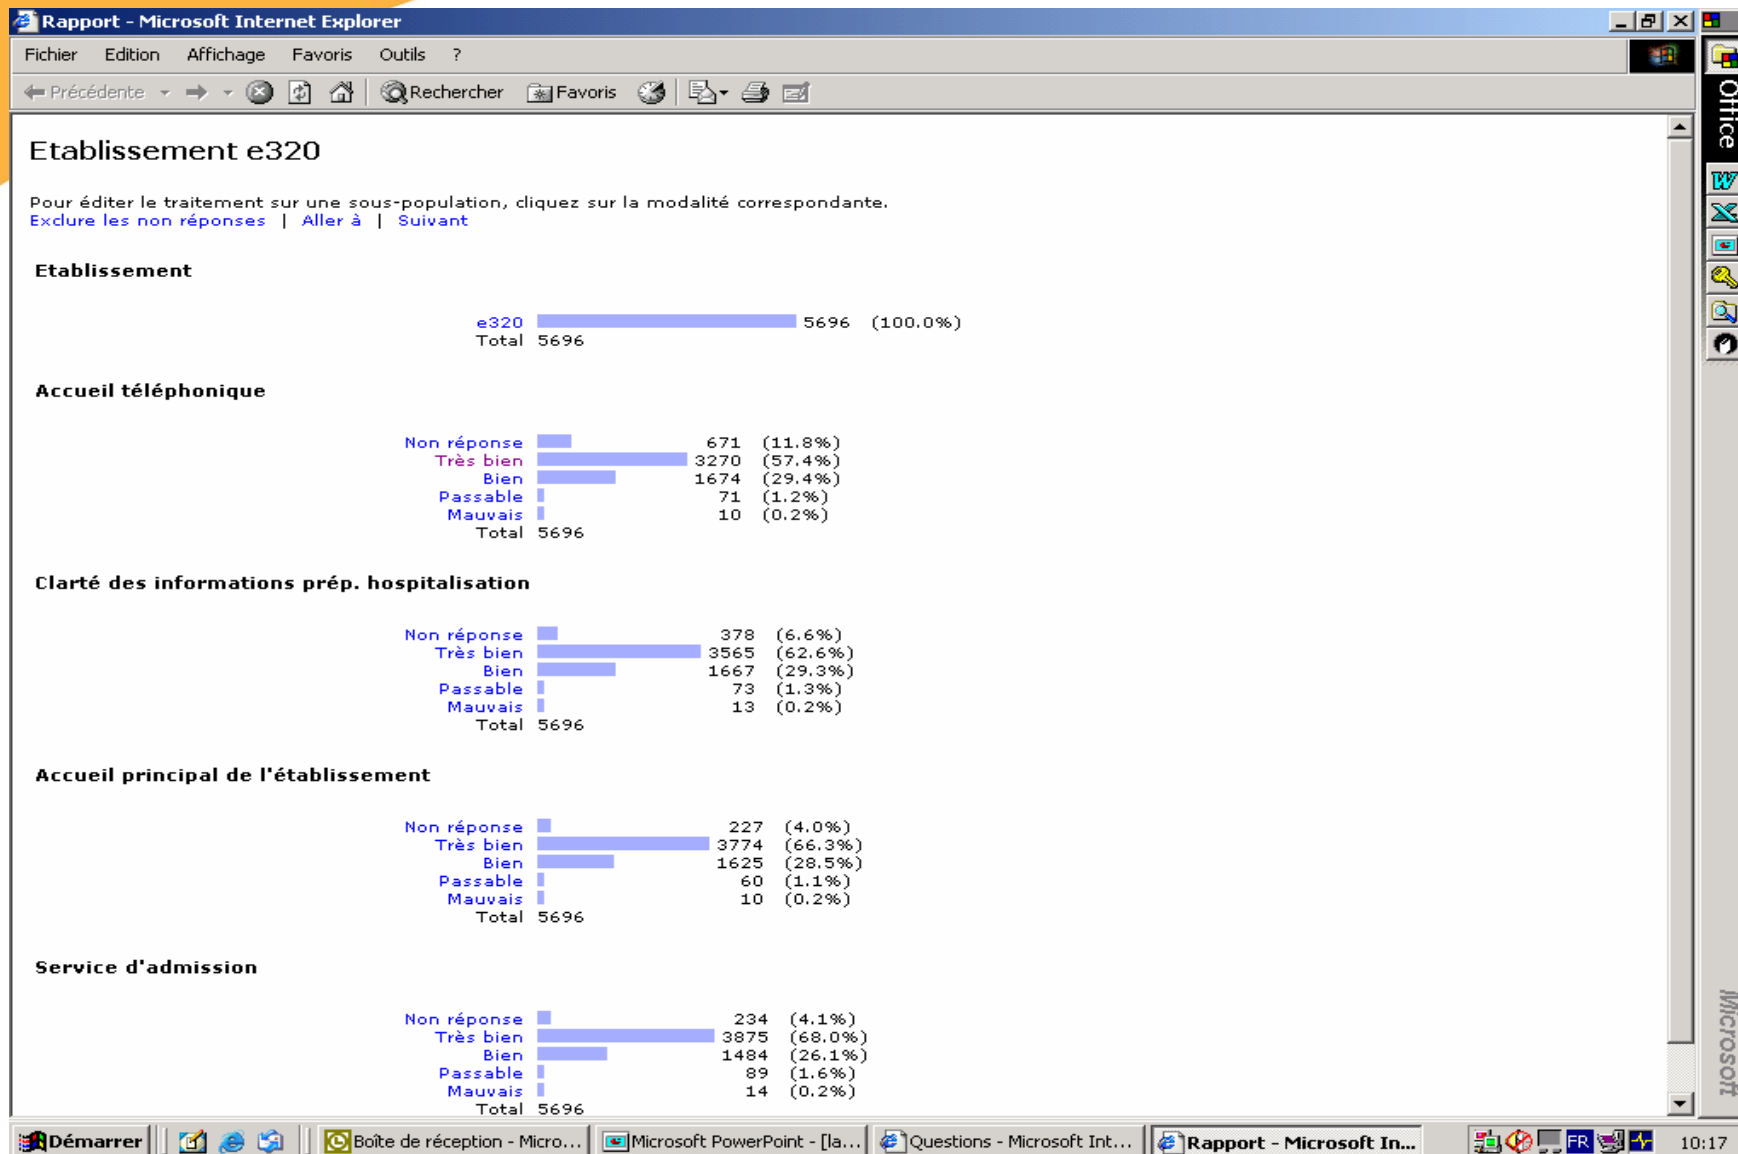 Rapport - Microsoft Internet Explorer
Fichier Edition Affichage Favoris Outils ?
Précédente Rechercher Favoris
Office
Etablissement e320
Pour éditer le traitement sur une sous-population, cliquez sur la modalité correspondante.
Exclure les non réponses | Aller à | Suivant
Etablissement
e320 5696 (100.0%)
Total 5696
Accueil téléphonique
Non réponse 671 (11.8%)
Très bien 3270 (57.4%)
Bien 1674 (29.4%)
Passable 71 (1.2%)
Mauvais 10 (0.2%)
Total 5696
Clarté des informations prép. hospitalisation
Non réponse 378 (6.6%)
Très bien 3565 (62.6%)
Bien 1667 (29.3%)
Passable 73 (1.3%)
Mauvais 13 (0.2%)
Total 5696
Accueil principal de l'établissement
Non réponse 227 (4.0%)
Très bien 3774 (66.3%)
Bien 1625 (28.5%)
Passable 60 (1.1%)
Mauvais 10 (0.2%)
Total 5696
Service d'admission
Non réponse 234 (4.1%)
Très bien 3875 (68.0%)
Bien 1484 (26.1%)
Passable 89 (1.6%)
Mauvais 14 (0.2%)
Total 5696
Microsoft
Démarrer Boîte de réception - Micro... Microsoft PowerPoint - [la... Questions - Microsoft Int... Rapport - Microsoft In... FR 10:17